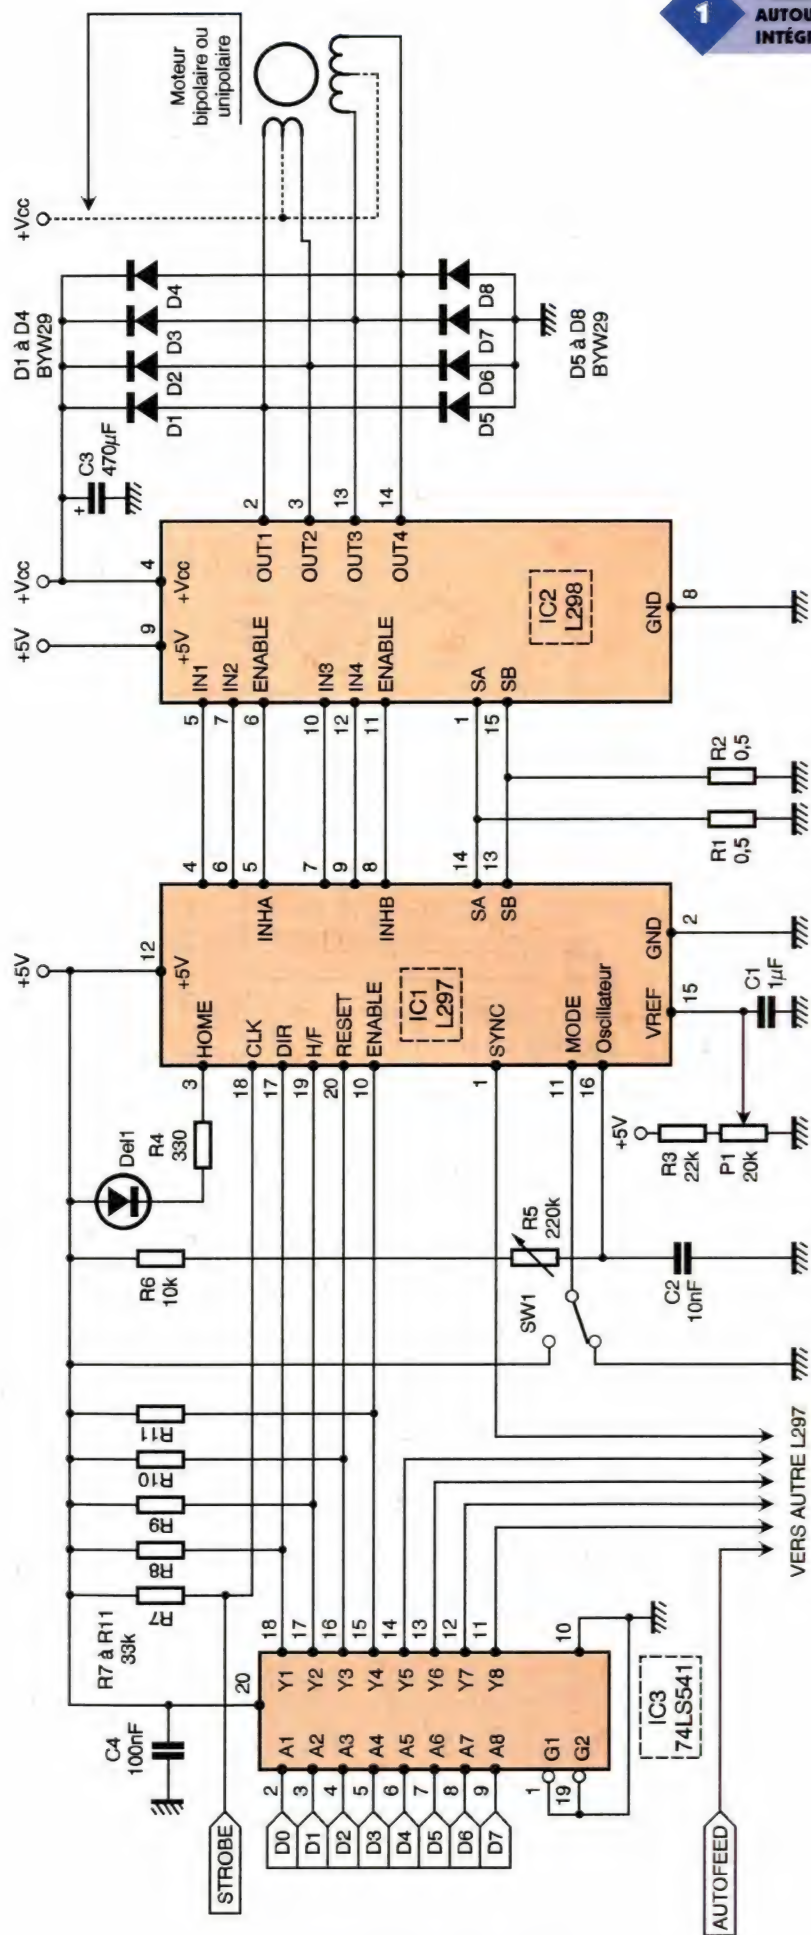 1
AUTOU
INTÉGR
Moteur
bipolaire ou
unipolaire
+Vcc
D1 à D4
BYW29
D1
D2
D3
D4
D5
D6
D7
D8
D5 à D8
BYW29
+
C3
470µF
+Vcc
+5V
4
9
+Vcc
+5V
OUT1
2
OUT2
3
OUT3
13
OUT4
14
5
IN1
7
IN2
6
ENABLE
10
IN3
12
IN4
11
ENABLE
1
SA
15
SB
IC2
L298
GND
8
R1
0,5
R2
0,5
+5V
12
+5V
4
6
INHA
5
7
9
INHB
8
SA
14
SB
13
IC1
L297
3
HOME
18
CLK
17
DIR
19
H/F
20
RESET
10
ENABLE
1
SYNC
11
MODE
16
Oscillateur
VREF
15
GND
2
C1
1µF
+5V
R3
22k
P1
20k
Del1
R4
330
R6
10k
R5
220k
SW1
C2
10nF
R7
R8
R9
R10
R11
R7 à R11
33k
C4
100nF
20
STROBE
D0
2
A1
Y1
18
D1
3
A2
Y2
17
D2
4
A3
Y3
16
D3
5
A4
Y4
15
D4
6
A5
Y5
14
D5
7
A6
Y6
13
D6
8
A7
Y7
12
D7
9
A8
Y8
11
1
G1
19
G2
10
IC3
74LS541
AUTOFEED
VERS AUTRE L297